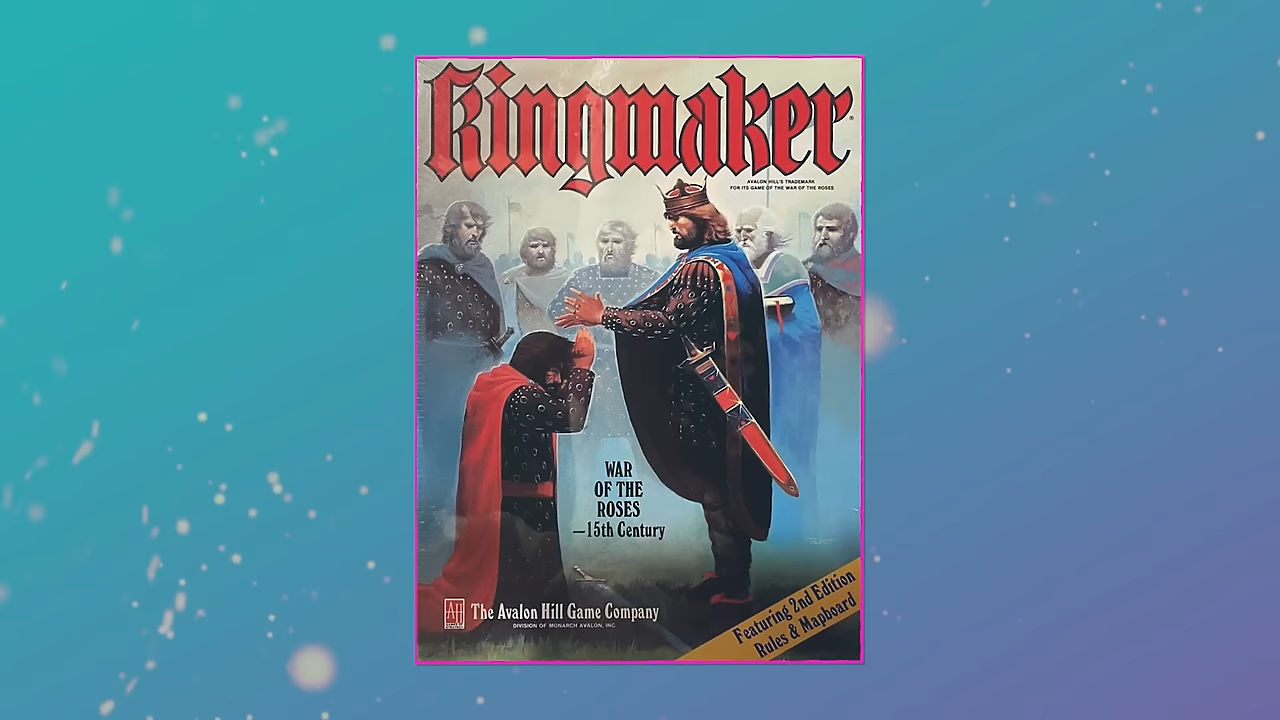 Kingmaker®
AVALON HILL'S TRADEMARK
FOR ITS GAME OF THE WAR OF THE ROSES
WAR
OF THE
ROSES
—15th Century
AH
The Avalon Hill Game Company
DIVISION OF MONARCH AVALON, INC.
Featuring 2nd Edition
Rules & Mapboard